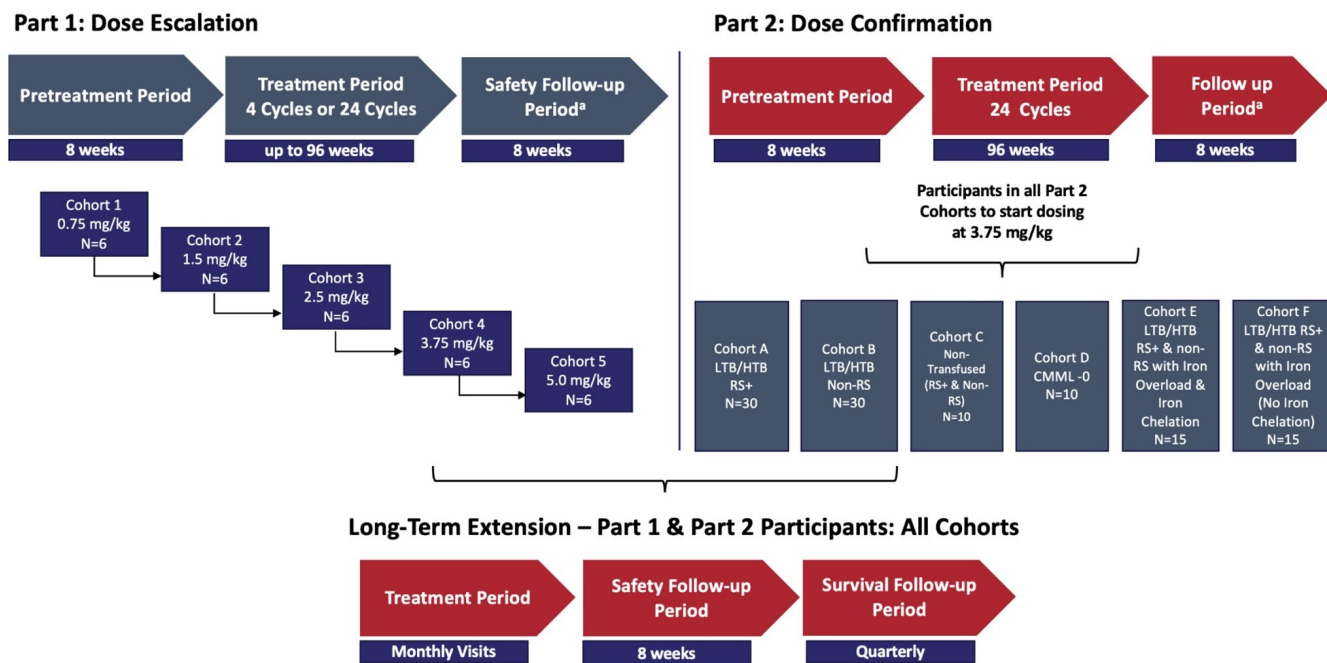 Part 1: Dose Escalation
Pretreatment Period
8 weeks
Treatment Period
4 Cycles or 24 Cycles
up to 96 weeks
Safety Follow-up
Periodª
8 weeks
Cohort 1
0.75 mg/kg
N=6
Cohort 2
1.5 mg/kg
N=6
Cohort 3
2.5 mg/kg
N=6
Cohort 4
3.75 mg/kg
N=6
Cohort 5
5.0 mg/kg
N=6
Part 2: Dose Confirmation
Pretreatment Period
8 weeks
Treatment Period
24 Cycles
96 weeks
Follow up
Periodª
8 weeks
Participants in all Part 2
Cohorts to start dosing
at 3.75 mg/kg
Cohort A
LTB/HTB
RS+
N=30
Cohort B
LTB/HTB
Non-RS
N=30
Cohort C
Non-
Transfused
(RS+ & Non-
RS)
N=10
Cohort D
CMML -0
N=10
Cohort E
LTB/HTB
RS+ & non-
RS with Iron
Overload &
Iron
Chelation
N=15
Cohort F
LTB/HTB RS+
& non-RS
with Iron
Overload
(No Iron
Chelation)
N=15
Long-Term Extension – Part 1 & Part 2 Participants: All Cohorts
Treatment Period
Monthly Visits
Safety Follow-up
Period
8 weeks
Survival Follow-up
Period
Quarterly